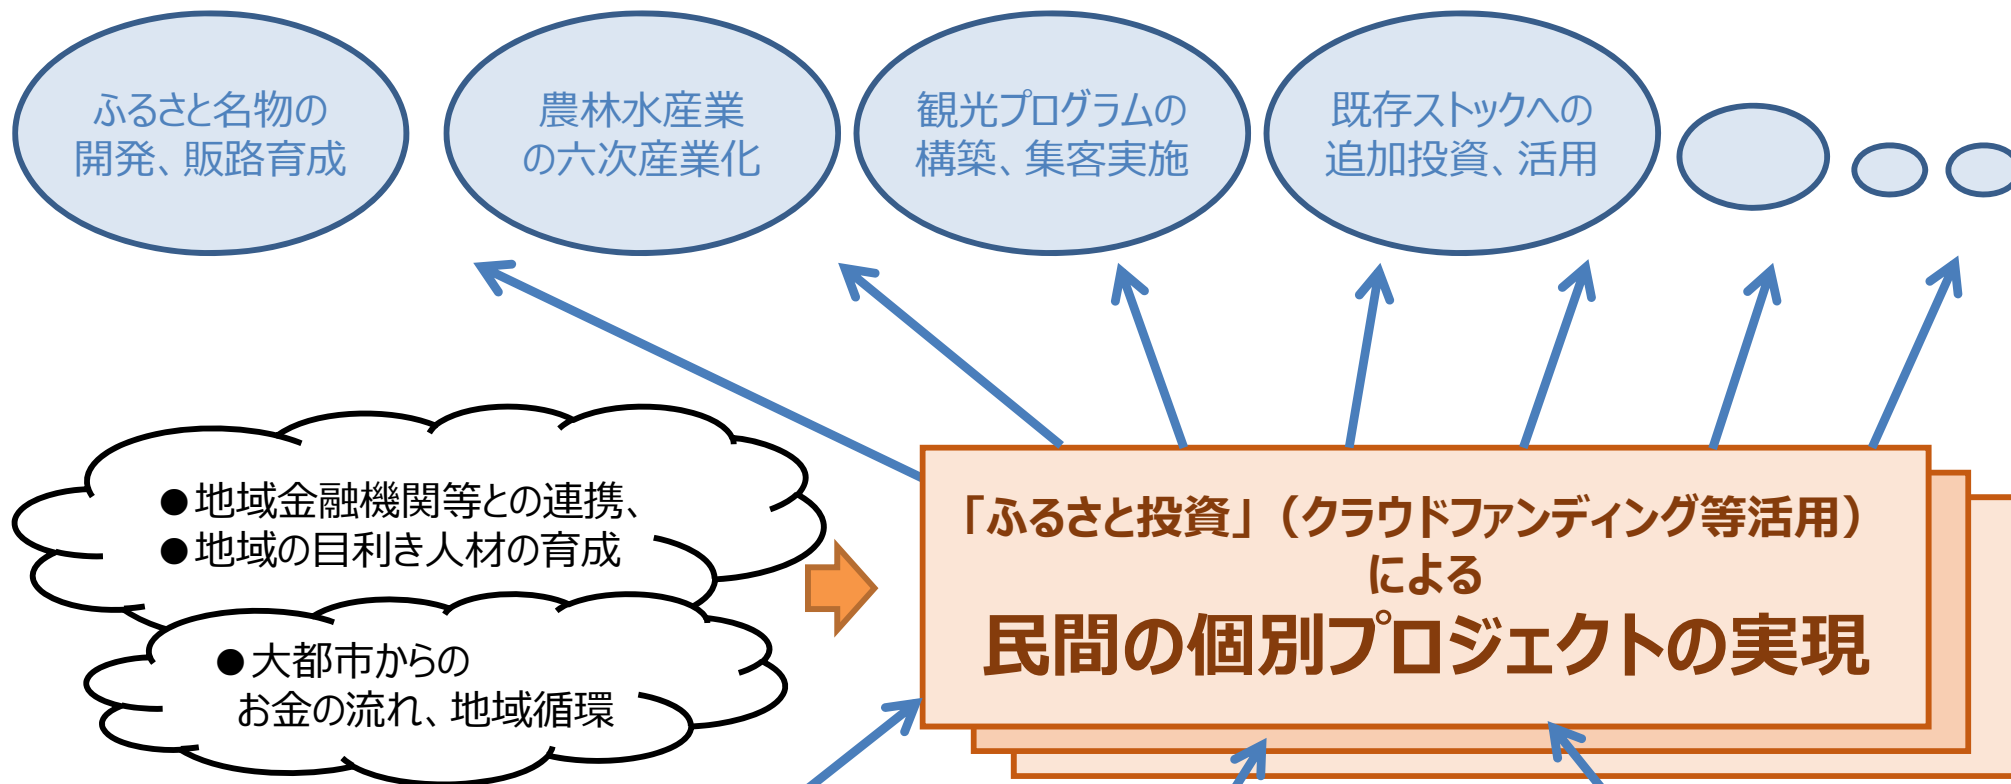 ふるさと名物の
開発、販路育成
農林水産業
の六次産業化
観光プログラムの
構築、集客実施
既存ストックへの
追加投資、活用
●地域金融機関等との連携、
●地域の目利き人材の育成
●大都市からの
お金の流れ、地域循環
「ふるさと投資」（クラウドファンディング等活用）
による
民間の個別プロジェクトの実現